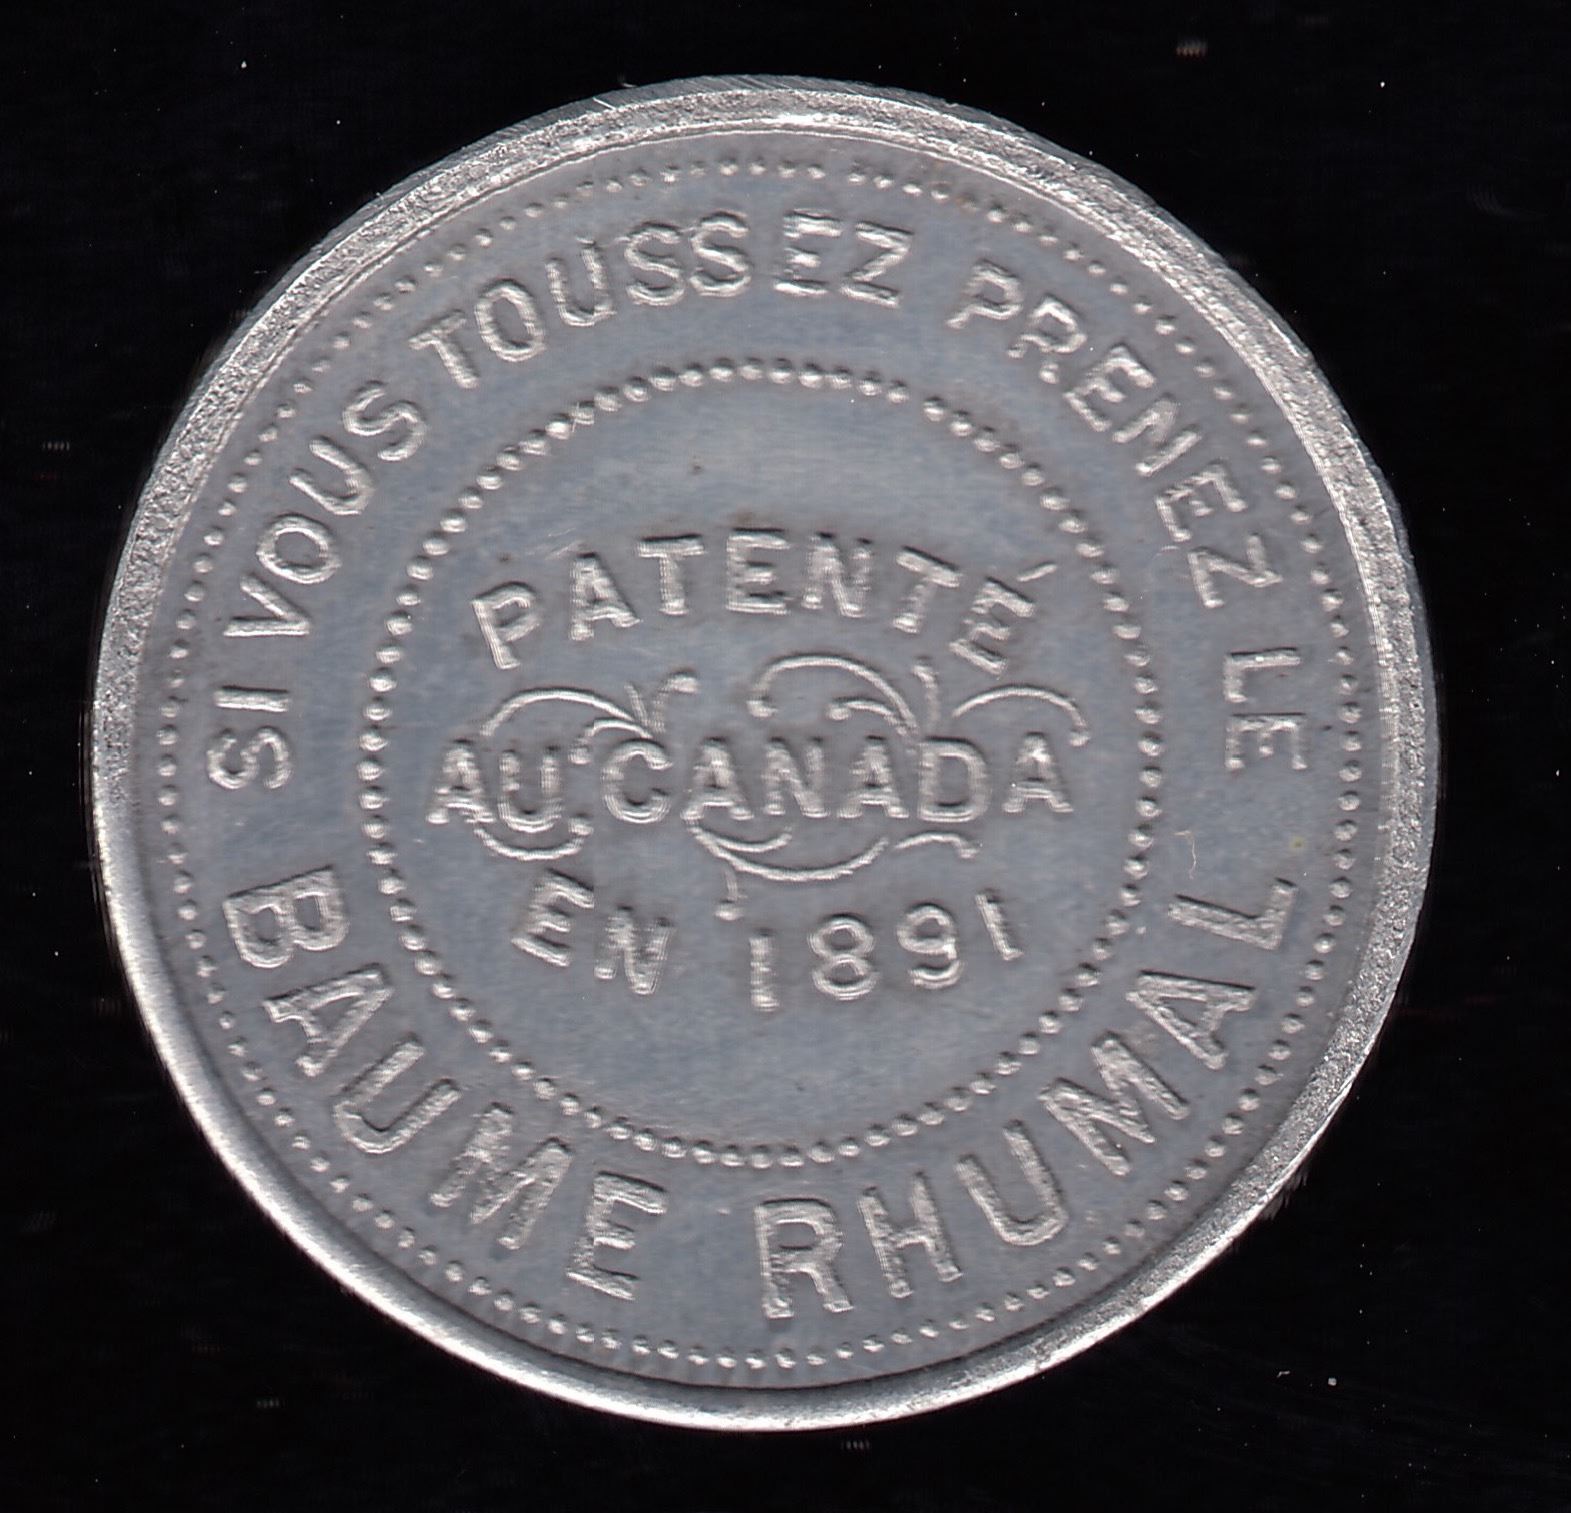 SI VOUS TOUSSEZ PRENEZ LE
BAUME RHUMAL
PATENTÉ
AU CANADA
EN 1891